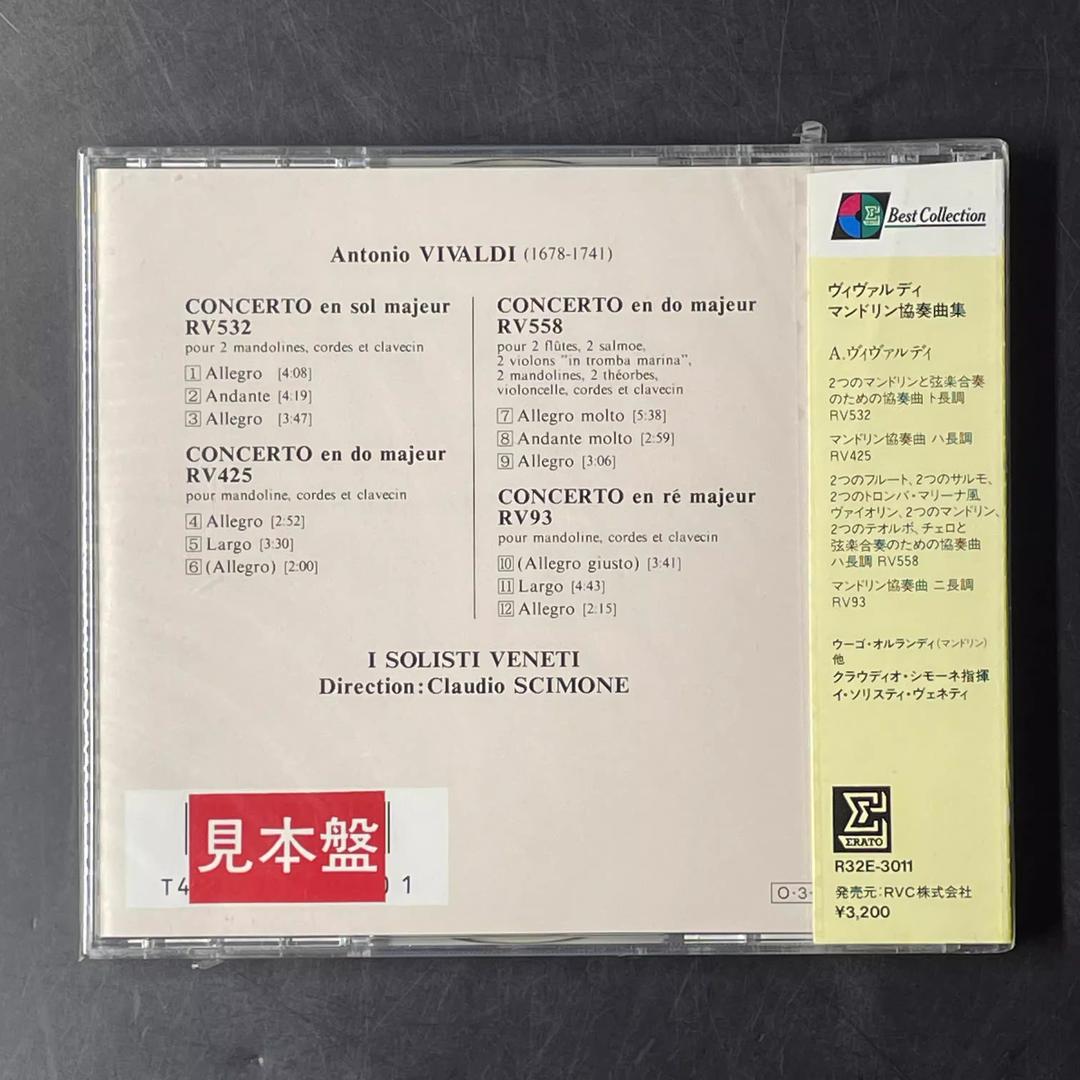 Antonio VIVALDI (1678-1741)
CONCERTO en sol majeur
RV532
pour 2 mandolines, cordes et clavecin
1 Allegro [4:08]
2 Andante [4:19]
3 Allegro [3:47]
CONCERTO en do majeur
RV425
pour mandoline, cordes et clavecin
4 Allegro [2:52]
5 Largo [3:30]
6 (Allegro) [2:00]
CONCERTO en do majeur
RV558
pour 2 flûtes, 2 salmoe,
2 violons "in tromba marina",
2 mandolines, 2 théorbes,
violoncelle, cordes et clavecin
7 Allegro molto [5:38]
8 Andante molto [2:59]
9 Allegro [3:06]
CONCERTO en ré majeur
RV93
pour mandoline, cordes et clavecin
10 (Allegro giusto) [3:41]
11 Largo [4:43]
12 Allegro [2:15]
I SOLISTI VENETI
Direction:Claudio SCIMONE
見本盤
T4
1
O·3
Best Collection
ヴィヴァルディ
マンドリン協奏曲集
A.ヴィヴァルディ
2つのマンドリンと弦楽合奏
のための協奏曲 ト長調
RV532
マンドリン協奏曲 ハ長調
RV425
2つのフルート、2つのサルモ、
2つのトロンバ・マリーナ風
ヴァイオリン、2つのマンドリン、
2つのテオルボ、チェロと
弦楽合奏のための協奏曲
ハ長調 RV558
マンドリン協奏曲 ニ長調
RV93
ウーゴ・オルランディ(マンドリン)
他
クラウディオ・シモーネ指揮
イ・ソリスティ・ヴェネティ
ERATO
R32E-3011
発売元:RVC株式会社
¥3,200